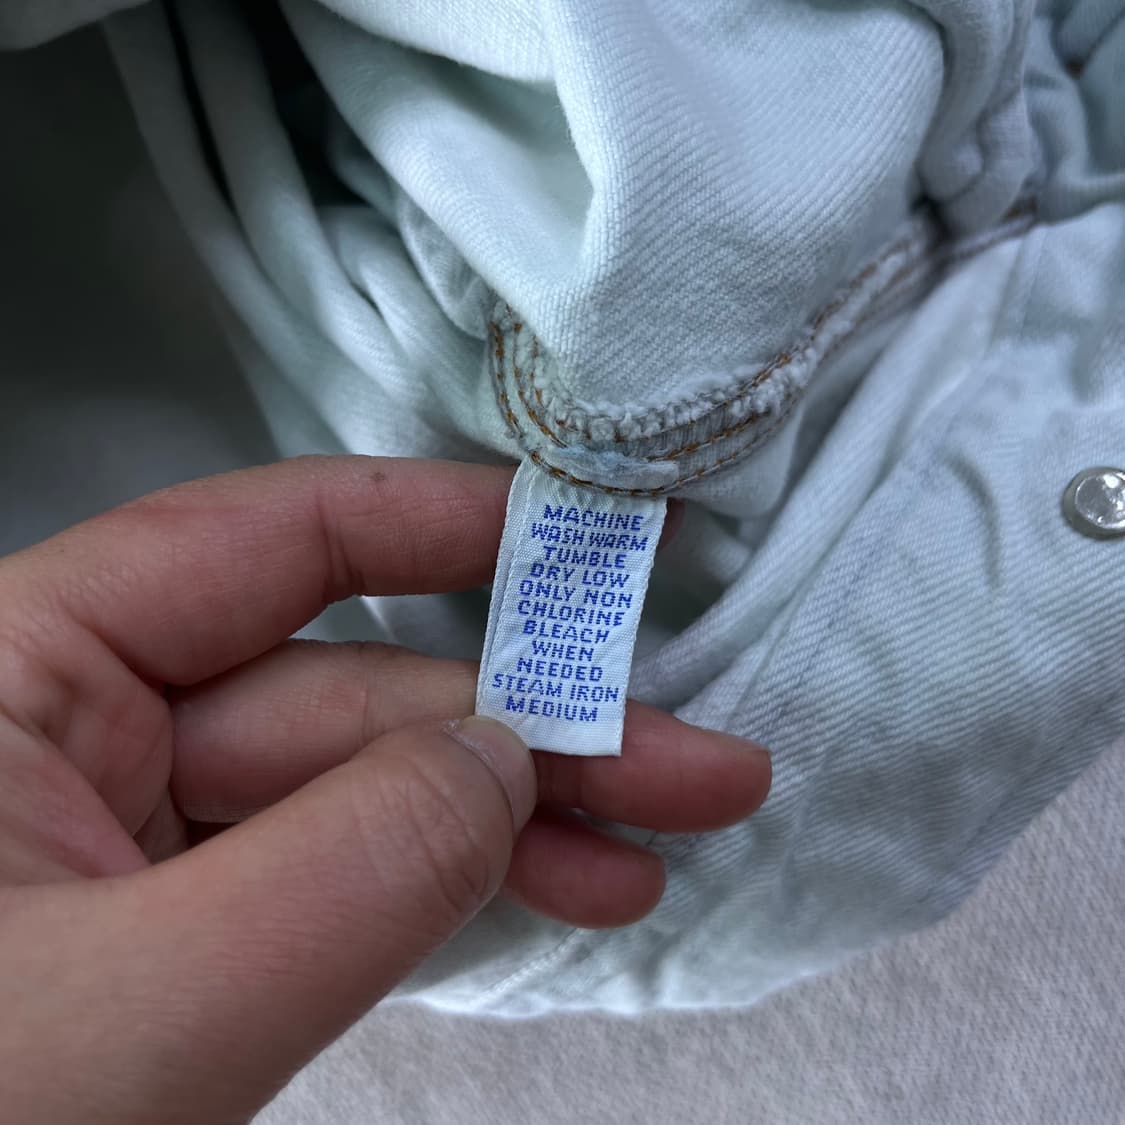 MACHINE
WASH WARM
TUMBLE
DRY LOW
ONLY NON
CHLORINE
BLEACH
WHEN
NEEDED
STEAM IRON
MEDIUM